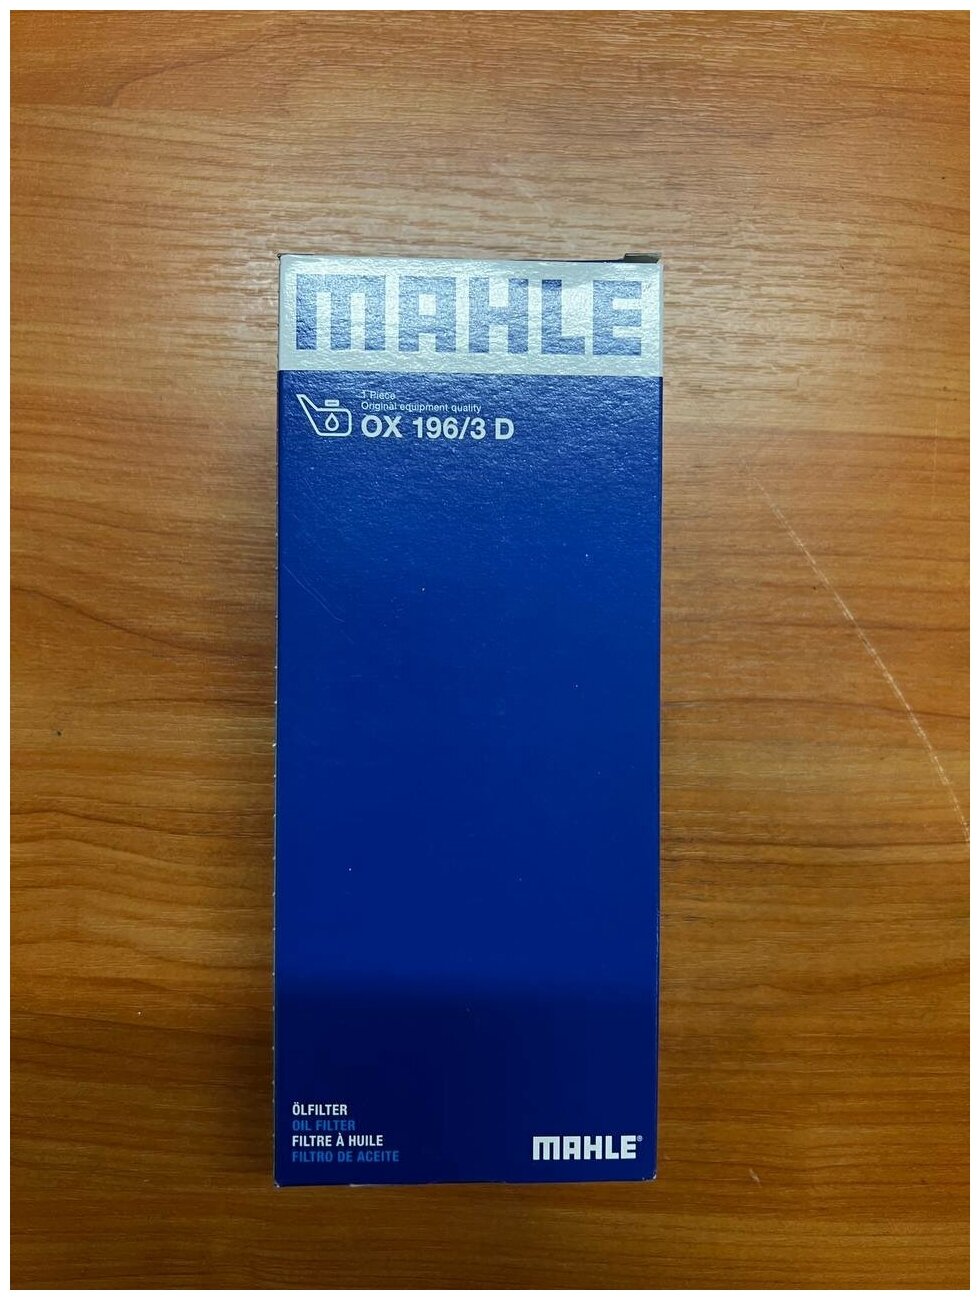 MAHLE
1 Piece
Original equipment quality
OX 196/3 D
ÖLFILTER
OIL FILTER
FILTRE À HUILE
FILTRO DE ACEITE
MAHLE®